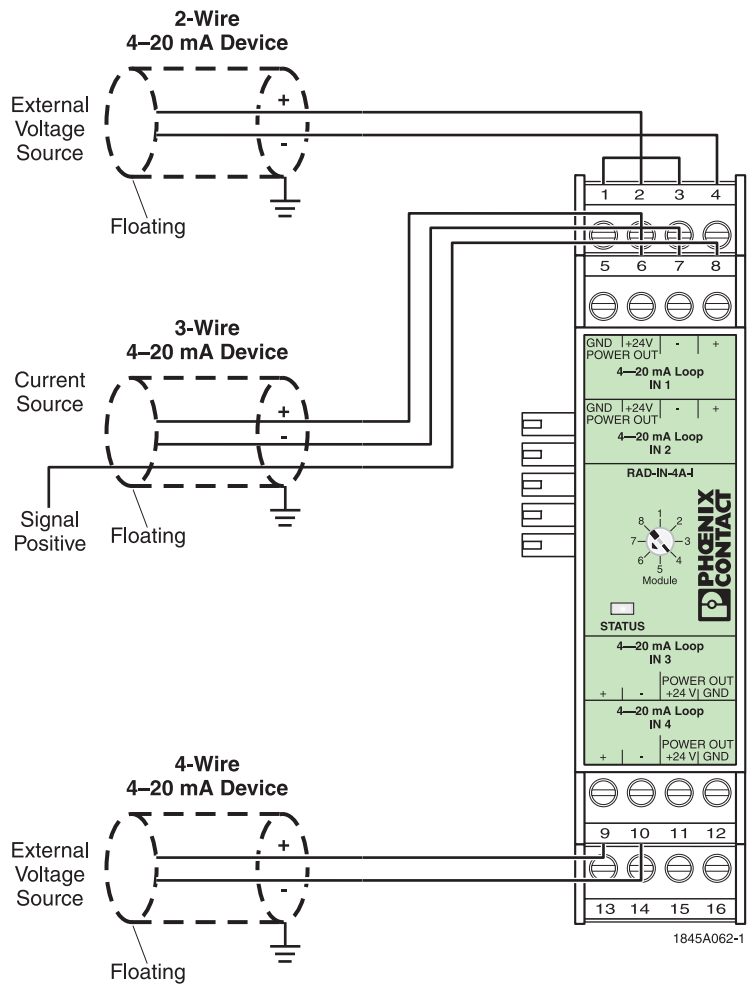 2-Wire
4–20 mA Device
External
Voltage
Source
+
-
Floating
1 2 3 4
5 6 7 8
3-Wire
4–20 mA Device
Current
Source
+
-
Signal
Positive
Floating
GND +24V - +
POWER OUT
4—20 mA Loop
IN 1
GND +24V - +
POWER OUT
4—20 mA Loop
IN 2
RAD-IN-4A-I
1
2
3
4
5
6
7
8
Module
PHŒNIX
CONTACT
STATUS
4—20 mA Loop
IN 3
POWER OUT
+ - +24 V GND
4—20 mA Loop
IN 4
POWER OUT
+ - +24 V GND
4-Wire
4–20 mA Device
External
Voltage
Source
+
-
Floating
9 10 11 12
13 14 15 16
1845A062-1